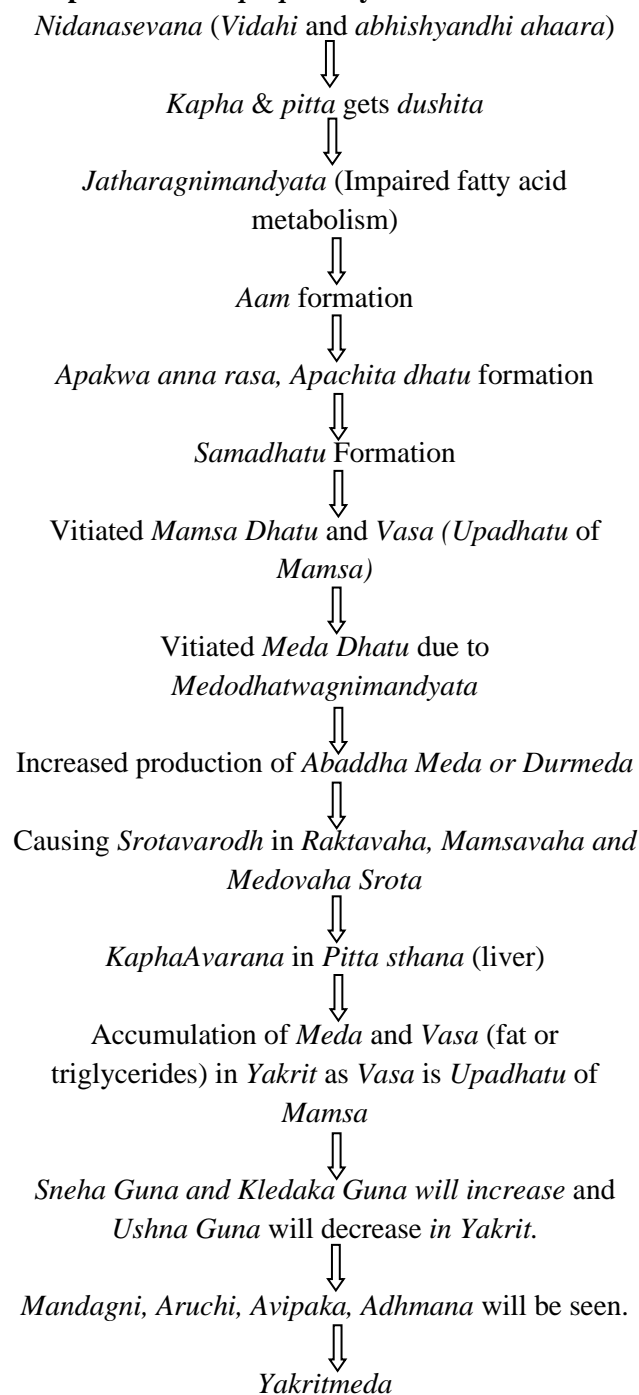 Nidanasevana (Vidahi and abhishyandhi ahaara)
Kapha & pitta gets dushita
Jatharagnimandyata (Impaired fatty acid
metabolism)
Aam formation
Apakwa anna rasa, Apachita dhatu formation
Samadhatu Formation
Vitiated Mamsa Dhatu and Vasa (Upadhatu of
Mamsa)
Vitiated Meda Dhatu due to
Medodhatwagnimandyata
Increased production of Abaddha Meda or Durmeda
Causing Srotavarodh in Raktavaha, Mamsavaha and
Medovaha Srota
KaphaAvarana in Pitta sthana (liver)
Accumulation of Meda and Vasa (fat or
triglycerides) in Yakrit as Vasa is Upadhatu of
Mamsa
Sneha Guna and Kledaka Guna will increase and
Ushna Guna will decrease in Yakrit.
Mandagni, Aruchi, Avipaka, Adhmana will be seen.
Yakritmeda